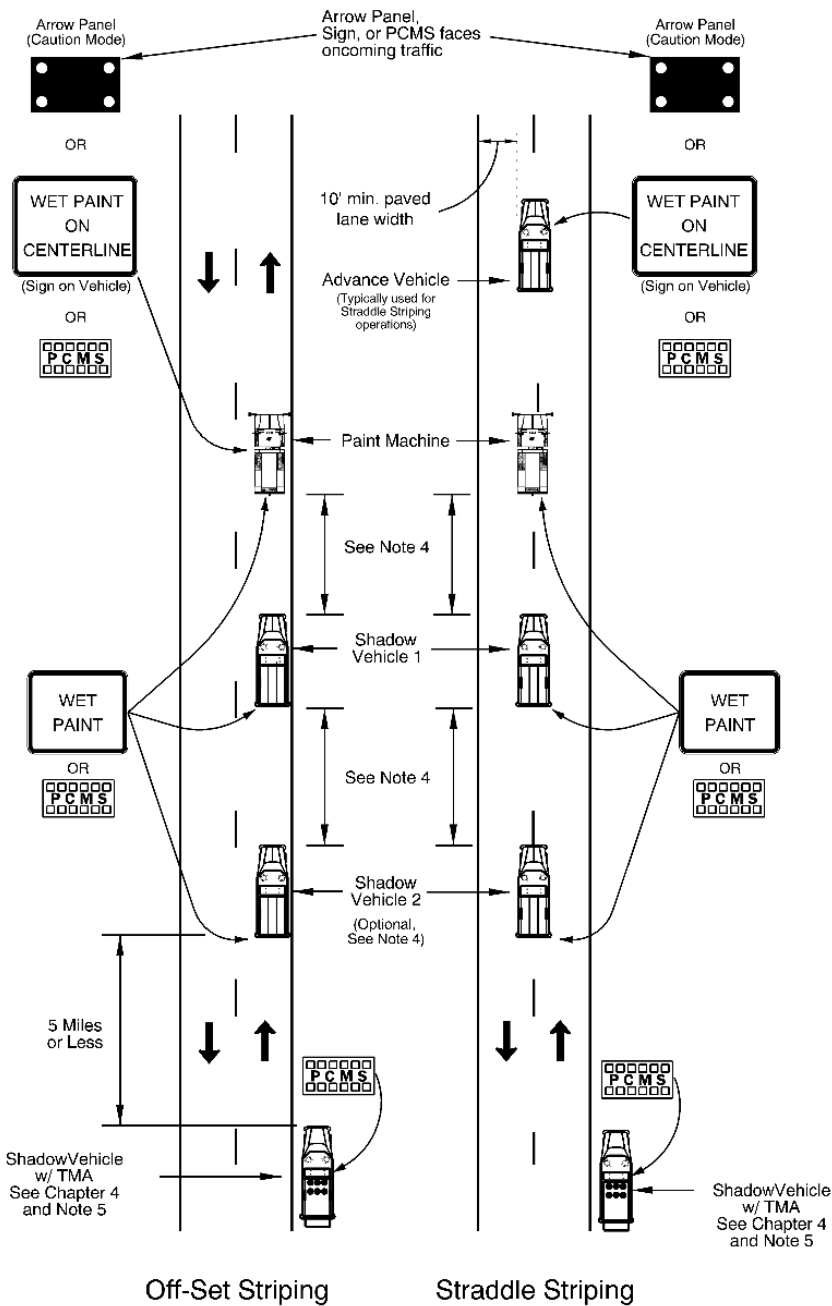 Arrow Panel
(Caution Mode)
Arrow Panel,
Sign, or PCMS faces
oncoming traffic
Arrow Panel
(Caution Mode)
OR
OR
WET PAINT
ON
CENTERLINE
(Sign on Vehicle)
10' min. paved
lane width
WET PAINT
ON
CENTERLINE
(Sign on Vehicle)
Advance Vehicle
(Typically used for
Straddle Striping
operations)
OR
OR
PCMS
PCMS
Paint Machine
See Note 4
Shadow
Vehicle 1
WET
PAINT
WET
PAINT
OR
OR
PCMS
PCMS
See Note 4
Shadow
Vehicle 2
(Optional,
See Note 4)
5 Miles
or Less
PCMS
PCMS
ShadowVehicle
w/ TMA
See Chapter 4
and Note 5
ShadowVehicle
w/ TMA
See Chapter 4
and Note 5
Off-Set Striping
Straddle Striping